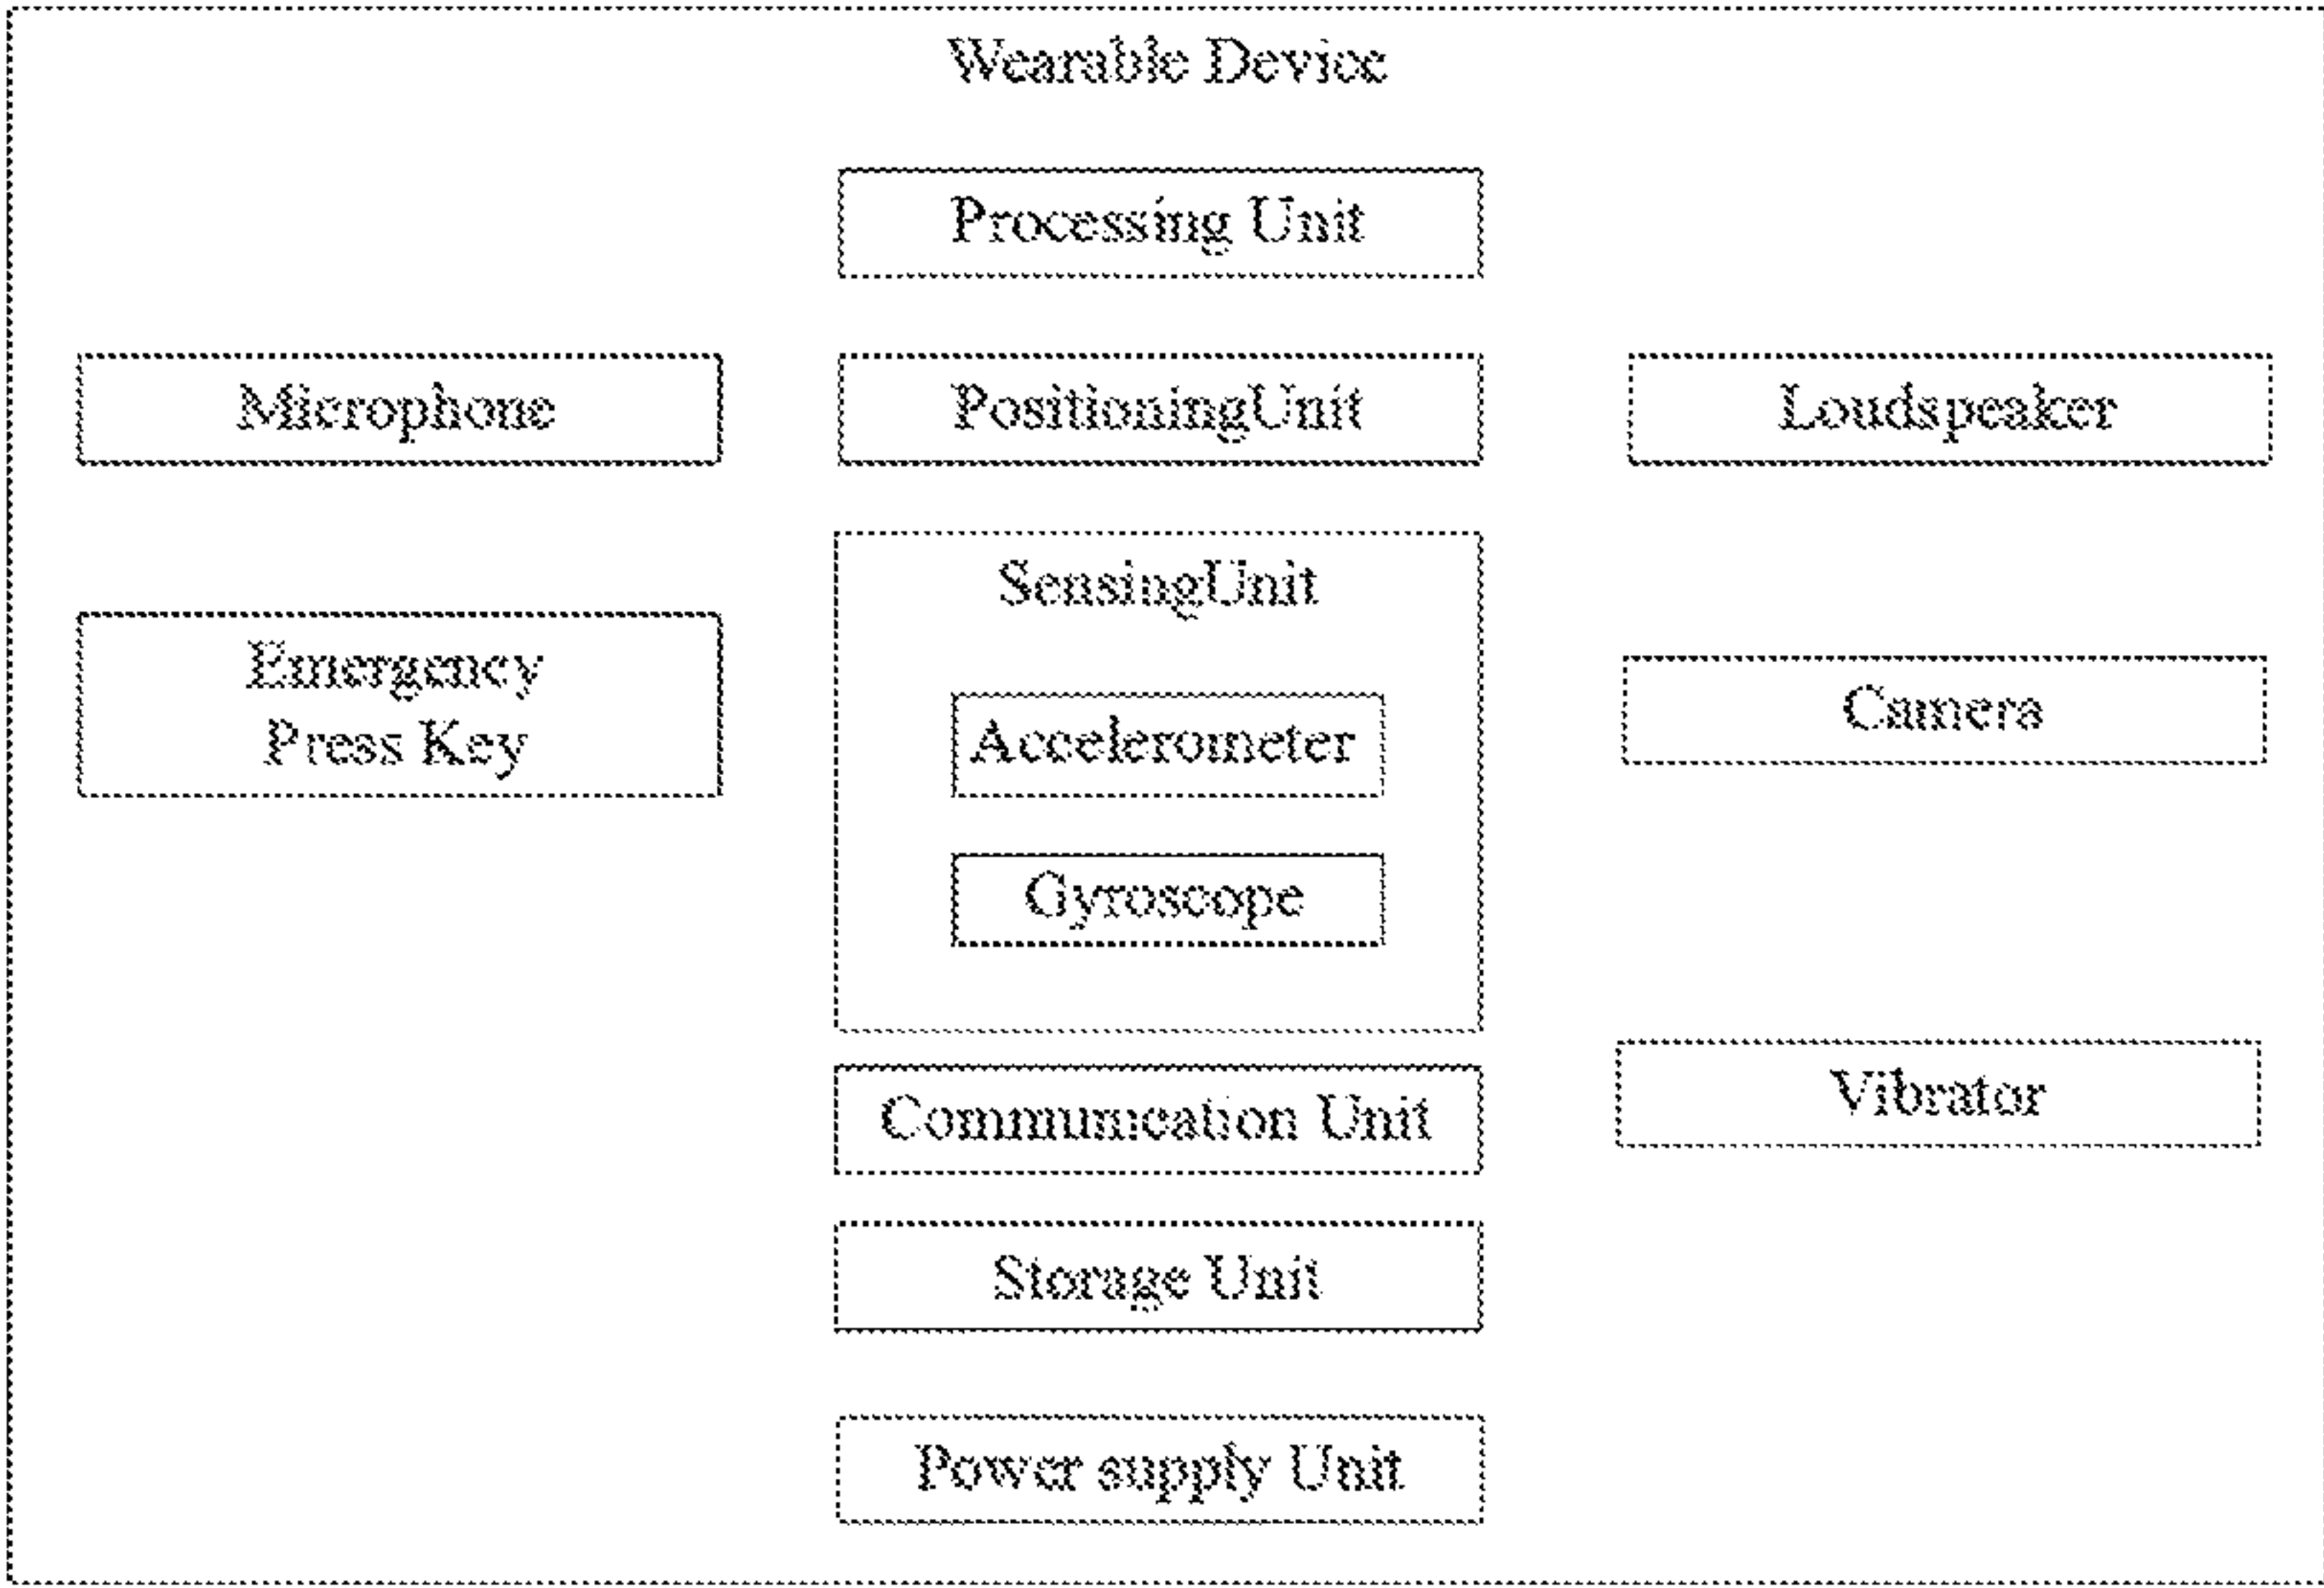 Wearable Device
Processing Unit
Microphone
PositioningUnit
Loudspeaker
SensingUnit
Emergency
Press Key
Accelerometer
Camera
Gyroscope
Communication Unit
Vibrator
Storage Unit
Power supply Unit